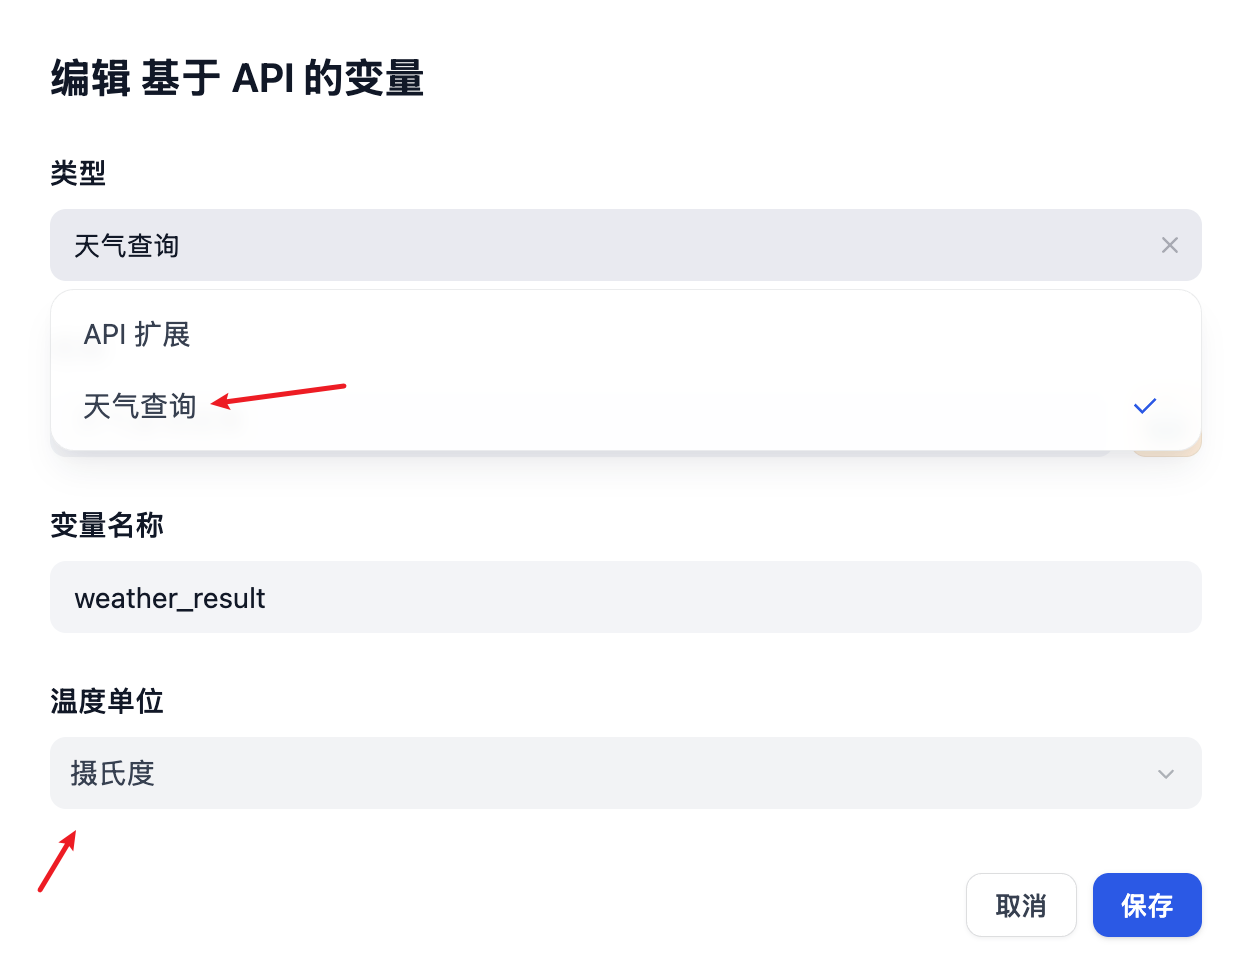 编辑 基于 API 的变量
类型
天气查询
API 扩展
天气查询
变量名称
weather_result
温度单位
摄氏度
取消
保存